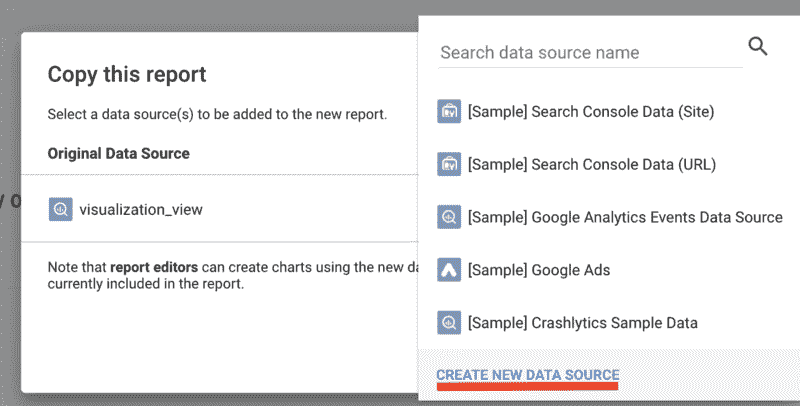 Copy this report
Select a data source(s) to be added to the new report.
Original Data Source
visualization_view
Note that report editors can create charts using the new
currently included in the report.
Search data source name
[Sample] Search Console Data (Site)
[Sample] Search Console Data (URL)
[Sample] Google Analytics Events Data Source
[Sample] Google Ads
[Sample] Crashlytics Sample Data
CREATE NEW DATA SOURCE